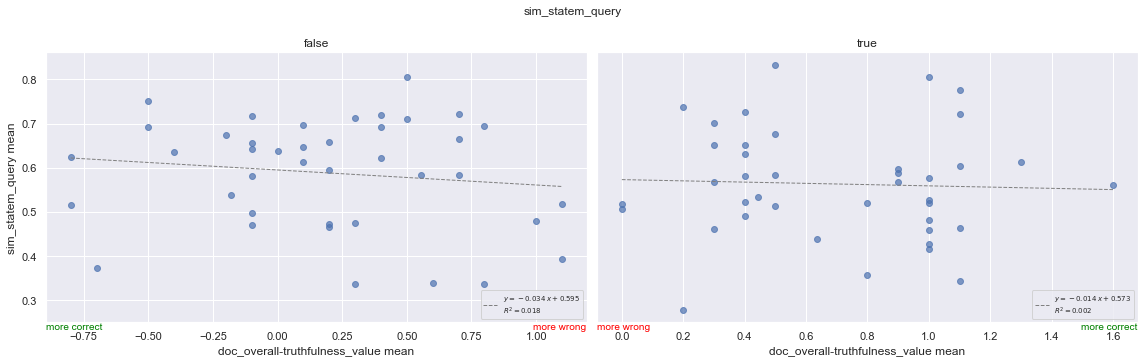 sim_statem_query
false
true
sim_statem_query mean
0.8
0.7
0.6
0.5
0.4
0.3
y = −0.034 x + 0.595
R² = 0.018
y = −0.014 x + 0.573
R² = 0.002
more correct
more wrong
more wrong
more correct
−0.75 −0.50 −0.25 0.00 0.25 0.50 0.75 1.00
0.0 0.2 0.4 0.6 0.8 1.0 1.2 1.4 1.6
doc_overall-truthfulness_value mean
doc_overall-truthfulness_value mean